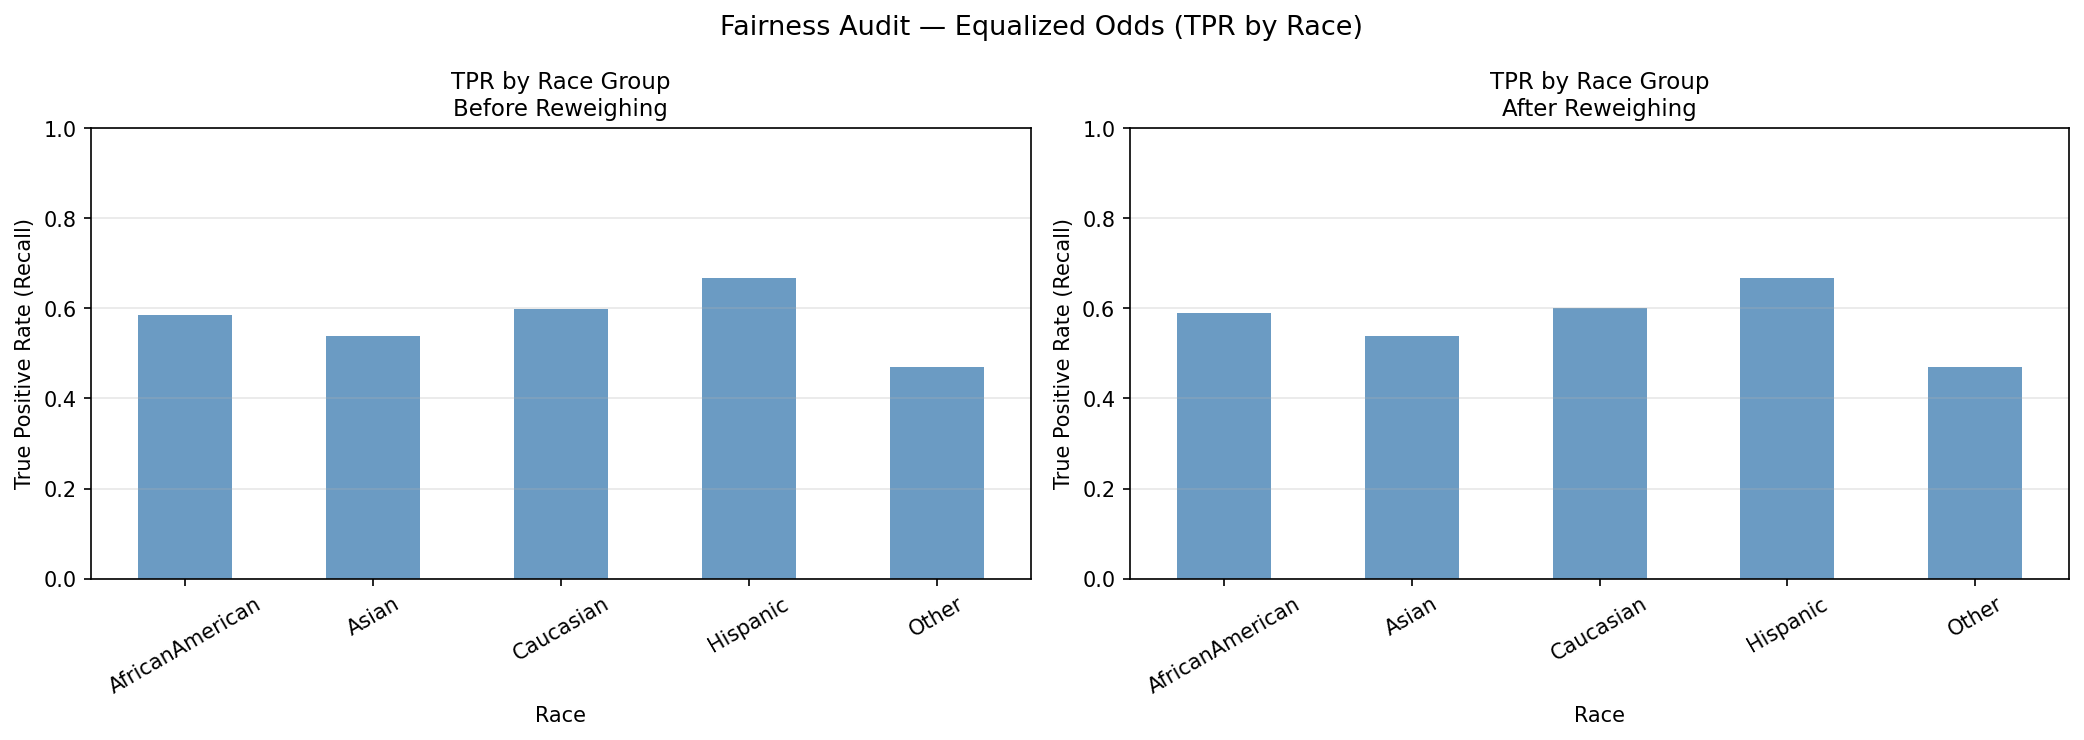 Fairness Audit — Equalized Odds (TPR by Race)
TPR by Race Group
Before Reweighing
True Positive Rate (Recall)
1.0
0.8
0.6
0.4
0.2
0.0
AfricanAmerican
Asian
Caucasian
Hispanic
Other
Race
TPR by Race Group
After Reweighing
True Positive Rate (Recall)
1.0
0.8
0.6
0.4
0.2
0.0
AfricanAmerican
Asian
Caucasian
Hispanic
Other
Race